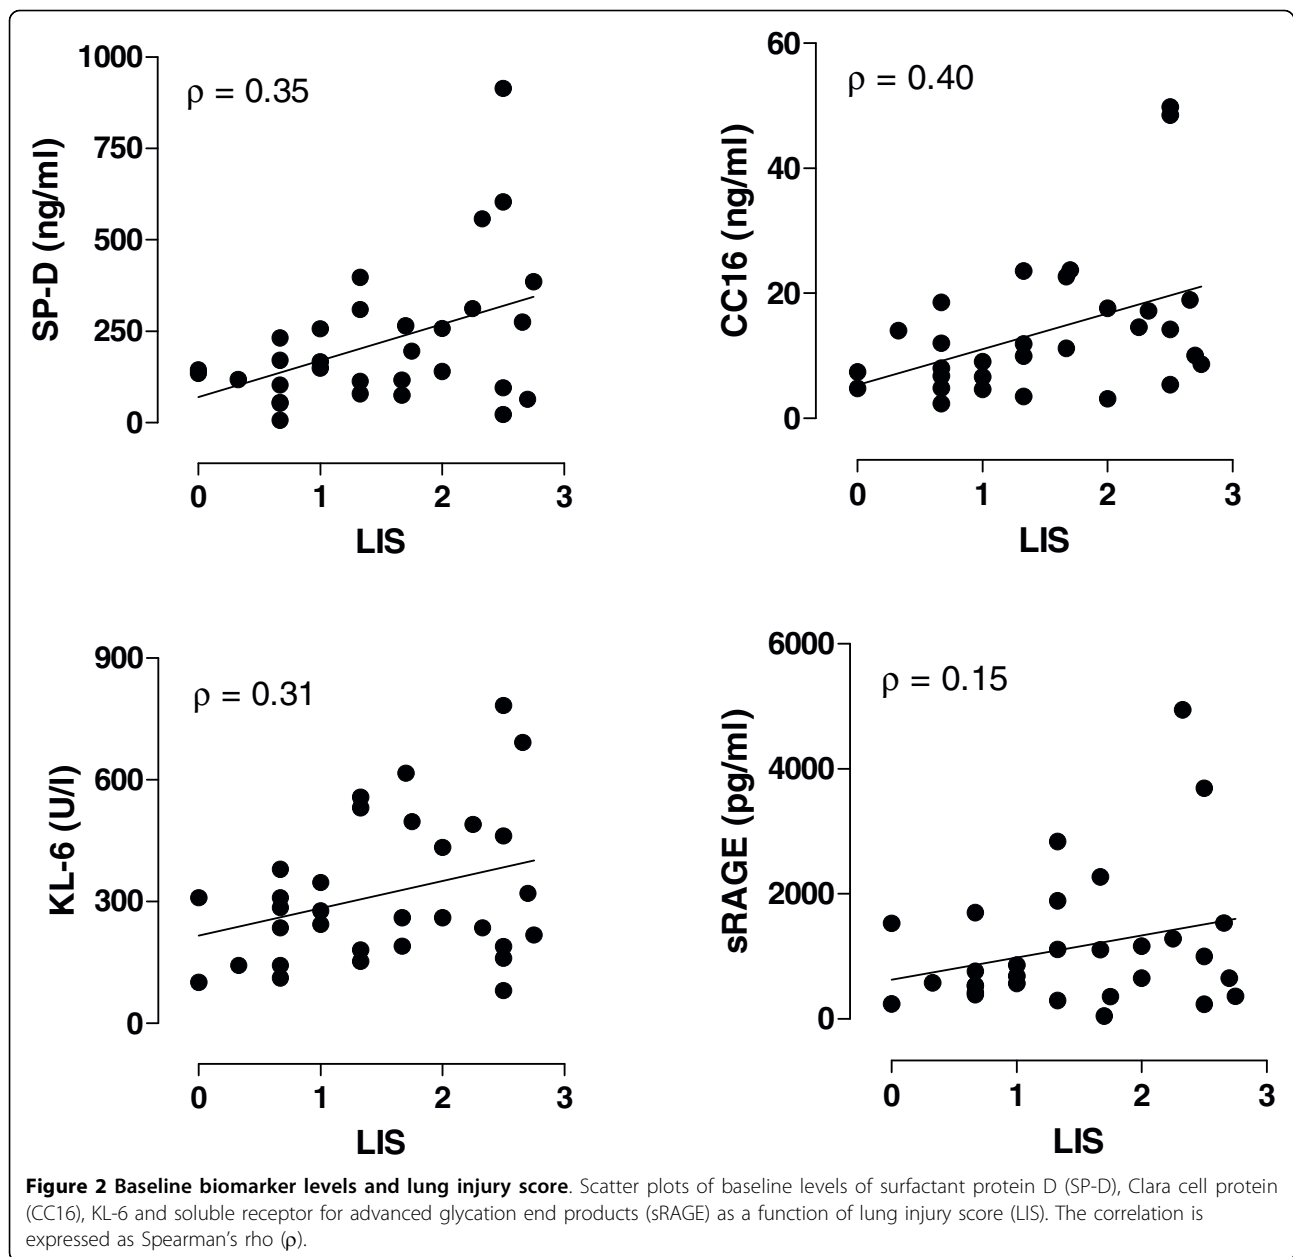 1000
750
500
250
0
SP-D (ng/ml)
ρ = 0.35
0 1 2 3
LIS
60
40
20
0
CC16 (ng/ml)
ρ = 0.40
0 1 2 3
LIS
900
600
300
0
KL-6 (U/l)
ρ = 0.31
0 1 2 3
LIS
6000
4000
2000
0
sRAGE (pg/ml)
ρ = 0.15
0 1 2 3
LIS
Figure 2 Baseline biomarker levels and lung injury score. Scatter plots of baseline levels of surfactant protein D (SP-D), Clara cell protein
(CC16), KL-6 and soluble receptor for advanced glycation end products (sRAGE) as a function of lung injury score (LIS). The correlation is
expressed as Spearman's rho (ρ).